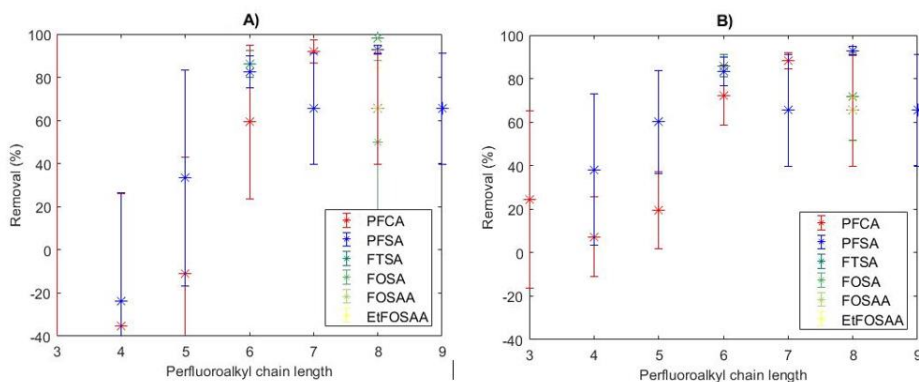 A)
100
80
60
40
20
0
-20
-40
Removal (%)
3 4 5 6 7 8 9
Perfluoroalkyl chain length
PFCA
PFSA
FTSA
FOSA
FOSAA
EtFOSAA
B)
100
80
60
40
20
0
-20
-40
Removal (%)
3 4 5 6 7 8 9
Perfluoroalkyl chain length
PFCA
PFSA
FTSA
FOSA
FOSAA
EtFOSAA